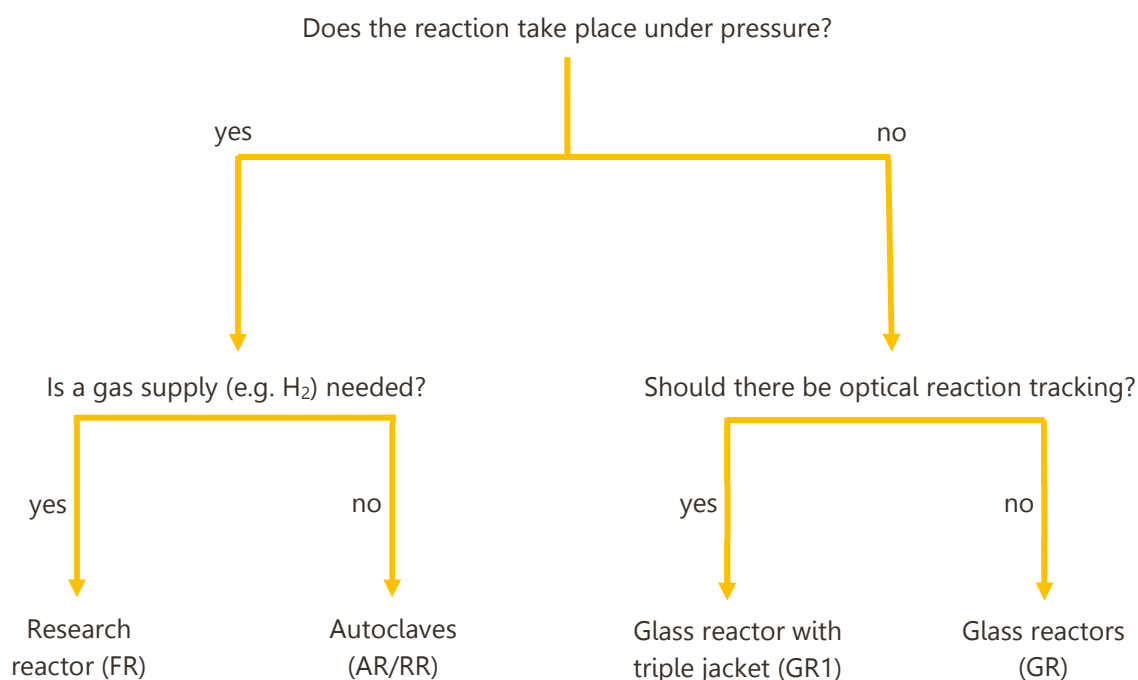 Does the reaction take place under pressure?
yes
no
Is a gas supply (e.g. H₂) needed?
Should there be optical reaction tracking?
yes
no
yes
no
Research
reactor (FR)
Autoclaves
(AR/RR)
Glass reactor with
triple jacket (GR1)
Glass reactors
(GR)